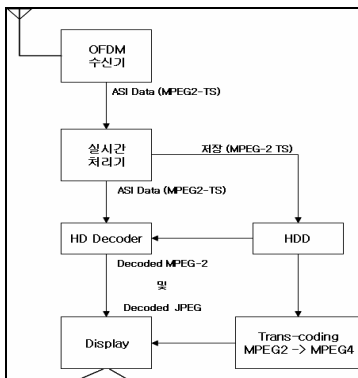 OFDM
수신기
ASI Data (MPEG2-TS)
실시간
처리기
저장 (MPEG-2 TS)
ASI Data (MPEG2-TS)
HD Decoder
HDD
Decoded MPEG-2
및
Decoded JPEG
Display
Trans-coding
MPEG2 -> MPEG4